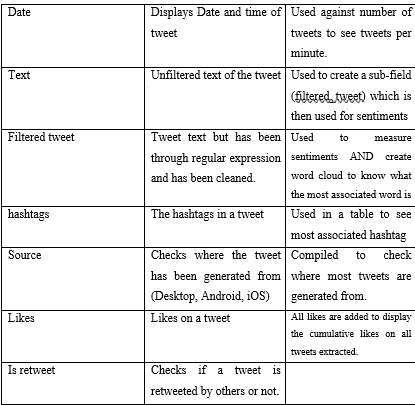 Date
Displays Date and time of
tweet
Used against number of
tweets to see tweets per
minute.
Text
Unfiltered text of the tweet
Used to create a sub-field
(filtered_tweet) which is
then used for sentiments
Filtered tweet
Tweet text but has been
through regular expression
and has been cleaned.
Used to measure
sentiments AND create
word cloud to know what
the most associated word is
hashtags
The hashtags in a tweet
Used in a table to see
most associated hashtag
Source
Checks where the tweet
has been generated from
(Desktop, Android, iOS)
Compiled to check
where most tweets are
generated from.
Likes
Likes on a tweet
All likes are added to display
the cumulative likes on all
tweets extracted.
Is retweet
Checks if a tweet is
retweeted by others or not.